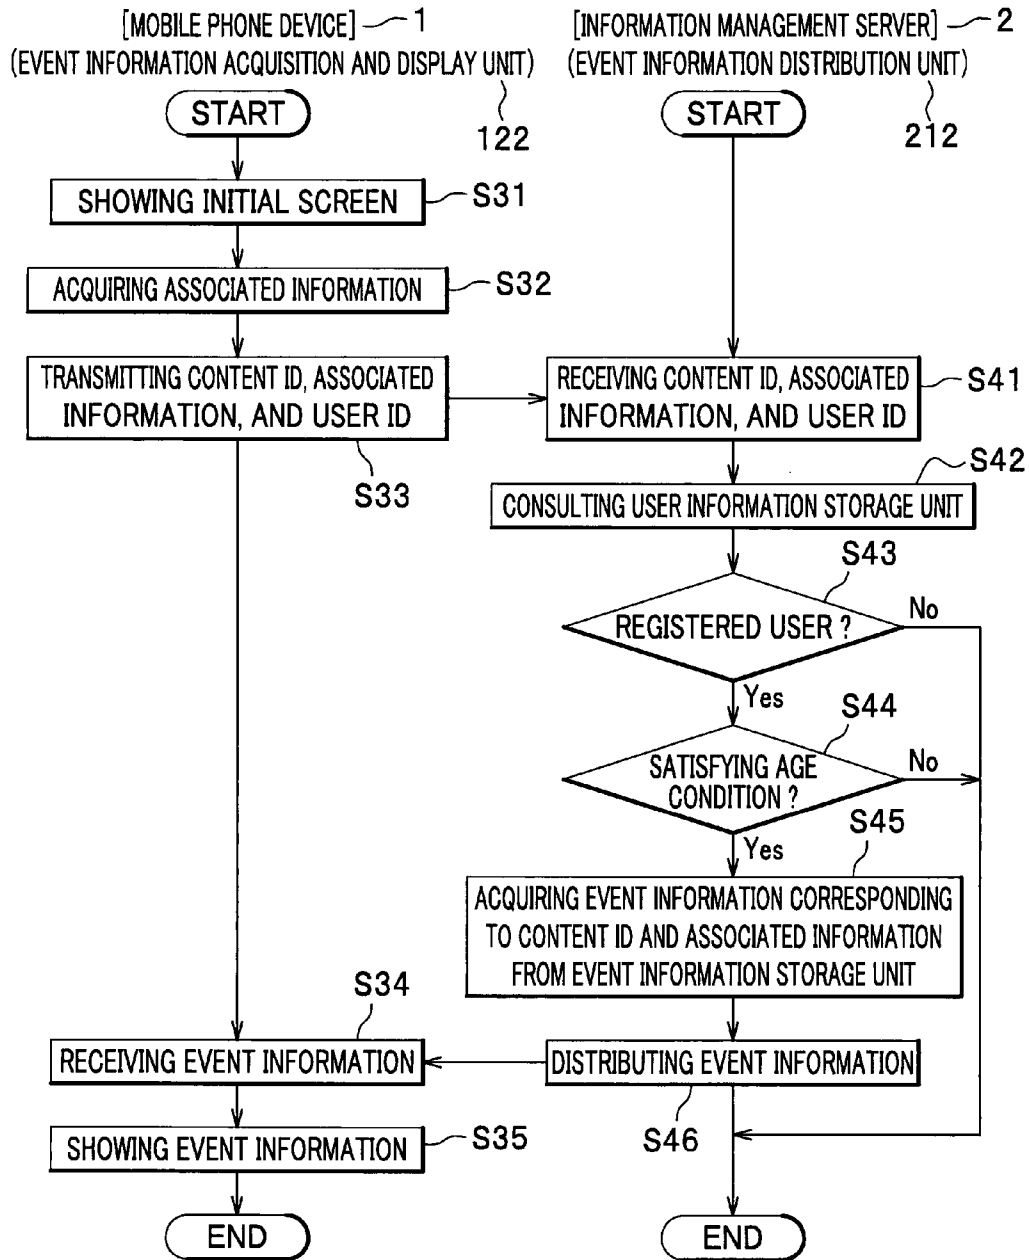 [MOBILE PHONE DEVICE] 1
(EVENT INFORMATION ACQUISITION AND DISPLAY UNIT)
122
START
SHOWING INITIAL SCREEN
S31
ACQUIRING ASSOCIATED INFORMATION
S32
TRANSMITTING CONTENT ID, ASSOCIATED
INFORMATION, AND USER ID
S33
[INFORMATION MANAGEMENT SERVER] 2
(EVENT INFORMATION DISTRIBUTION UNIT)
212
START
RECEIVING CONTENT ID, ASSOCIATED
INFORMATION, AND USER ID
S41
S42
CONSULTING USER INFORMATION STORAGE UNIT
S43
REGISTERED USER ?
No
Yes
S44
SATISFYING AGE
CONDITION ?
No
Yes
S45
ACQUIRING EVENT INFORMATION CORRESPONDING
TO CONTENT ID AND ASSOCIATED INFORMATION
FROM EVENT INFORMATION STORAGE UNIT
DISTRIBUTING EVENT INFORMATION
S46
END
S34
RECEIVING EVENT INFORMATION
SHOWING EVENT INFORMATION
S35
END